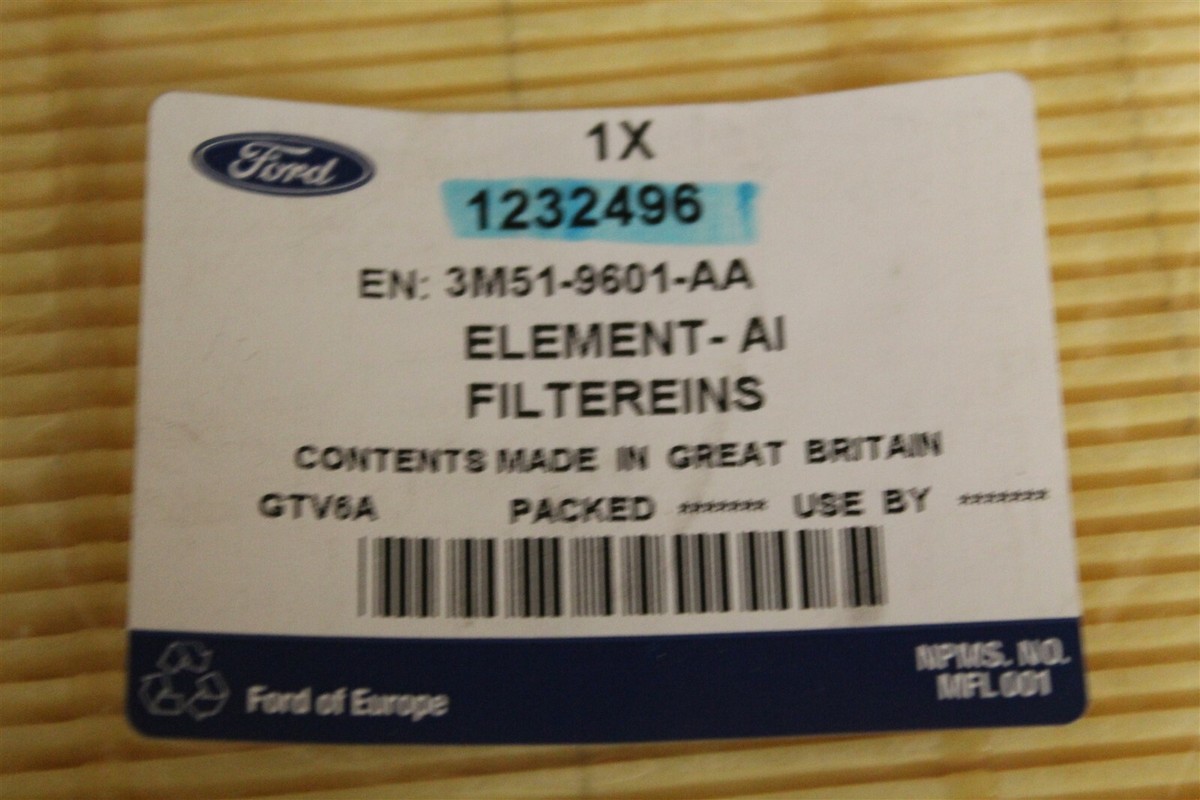 Ford
1X
1232496
EN: 3M51-9601-AA
ELEMENT- AI
FILTEREINS
CONTENTS MADE IN GREAT BRITAIN
GTV6A PACKED ******* USE BY *******
Ford of Europe
NPMS. NO.
MFL 001